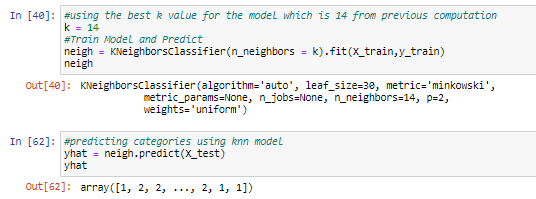 In [40]: #using the best k value for the model which is 14 from previous computation
k = 14
#Train Model and Predict
neigh = KNeighborsClassifier(n_neighbors = k).fit(X_train,y_train)
neigh
Out[40]: KNeighborsClassifier(algorithm='auto', leaf_size=30, metric='minkowski',
metric_params=None, n_jobs=None, n_neighbors=14, p=2,
weights='uniform')
In [62]: #predicting categories using knn model
yhat = neigh.predict(X_test)
yhat
Out[62]: array([1, 2, 2, ..., 2, 1, 1])